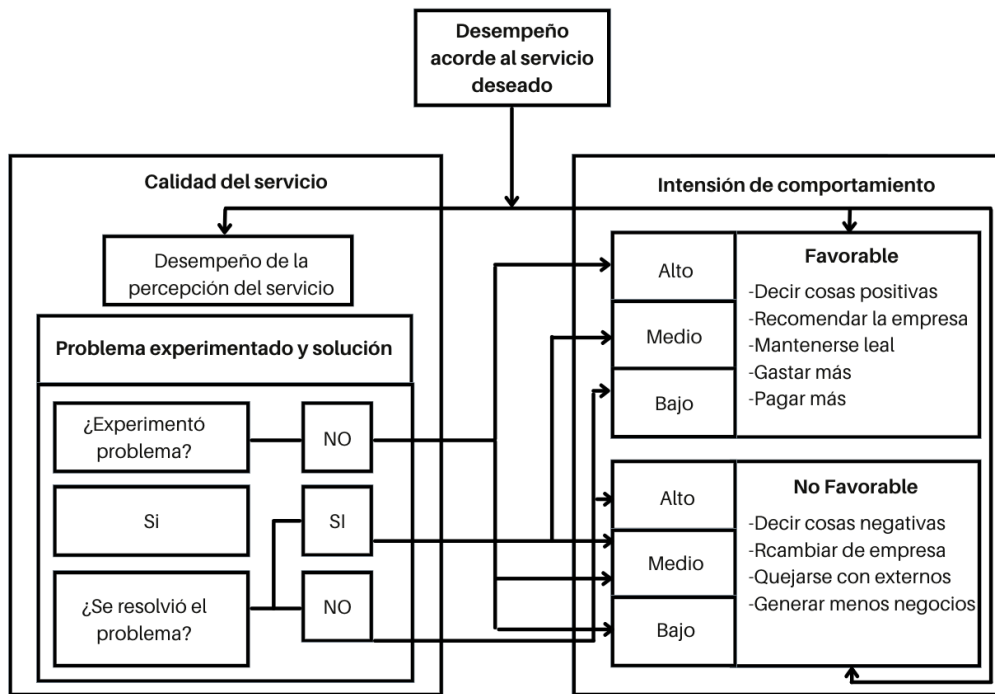 Desempeño
acorde al servicio
deseado
Calidad del servicio
Desempeño de la
percepción del servicio
Problema experimentado y solución
¿Experimentó
problema?
NO
Si
SI
¿Se resolvió el
problema?
NO
Intensión de comportamiento
Alto
Medio
Bajo
Favorable
-Decir cosas positivas
-Recomendar la empresa
-Mantenerse leal
-Gastar más
-Pagar más
Alto
Medio
Bajo
No Favorable
-Decir cosas negativas
-Rcambiar de empresa
-Quejarse con externos
-Generar menos negocios